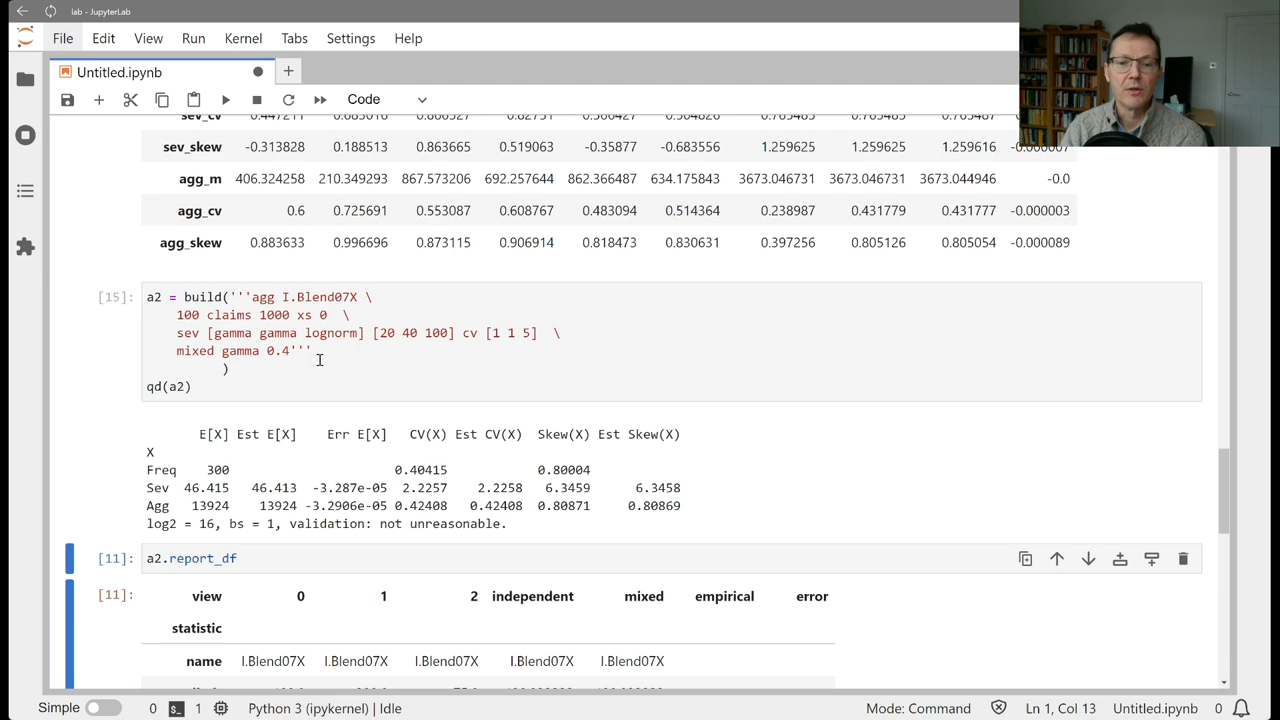 lab - JupyterLab
File Edit View Run Kernel Tabs Settings Help
Untitled.ipynb
Code
sev_cv 0.447211 0.683016 0.866327 0.82751 0.566427 0.504826 0.765485 0.765485 0.765487
sev_skew -0.313828 0.188513 0.863665 0.519063 -0.35877 -0.683556 1.259625 1.259625 1.259616 -0.000007
agg_m 406.324258 210.349293 867.573206 692.257644 862.366487 634.175843 3673.046731 3673.046731 3673.044946 -0.0
agg_cv 0.6 0.725691 0.553087 0.608767 0.483094 0.514364 0.238987 0.431779 0.431777 -0.000003
agg_skew 0.883633 0.996696 0.873115 0.906914 0.818473 0.830631 0.397256 0.805126 0.805054 -0.000089
[15]: a2 = build('''agg I.Blend07X \
100 claims 1000 xs 0 \
sev [gamma gamma lognorm] [20 40 100] cv [1 1 5] \
mixed gamma 0.4'''
)
qd(a2)
E[X] Est E[X] Err E[X] CV(X) Est CV(X) Skew(X) Est Skew(X)
X
Freq 300 0.40415 0.80004
Sev 46.415 46.413 -3.287e-05 2.2257 2.2258 6.3459 6.3458
Agg 13924 13924 -3.2906e-05 0.42408 0.42408 0.80871 0.80869
log2 = 16, bs = 1, validation: not unreasonable.
[11]: a2.report_df
[11]: view 0 1 2 independent mixed empirical error
statistic
name I.Blend07X I.Blend07X I.Blend07X I.Blend07X I.Blend07X
Simple 0 1 Python 3 (ipykernel) | Idle Mode: Command Ln 1, Col 13 Untitled.ipynb 0